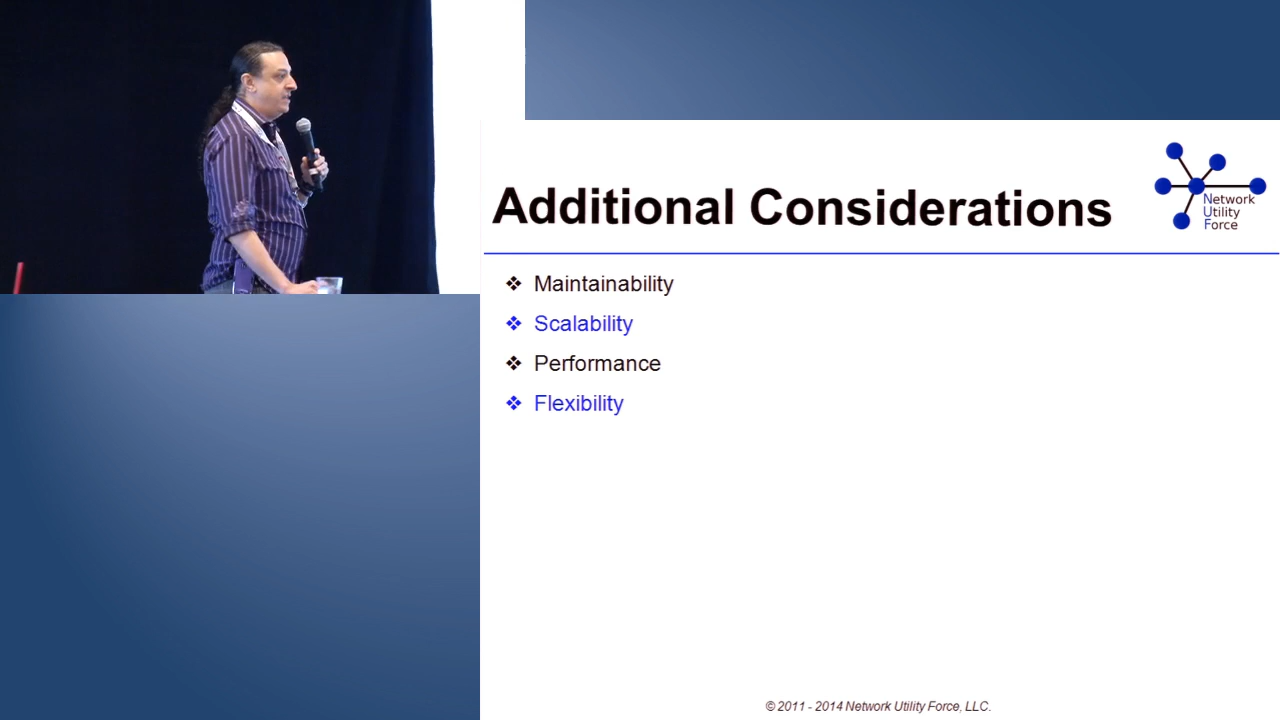 Additional Considerations
Network
Utility
Force
❖ Maintainability
❖ Scalability
❖ Performance
❖ Flexibility
© 2011 - 2014 Network Utility Force, LLC.